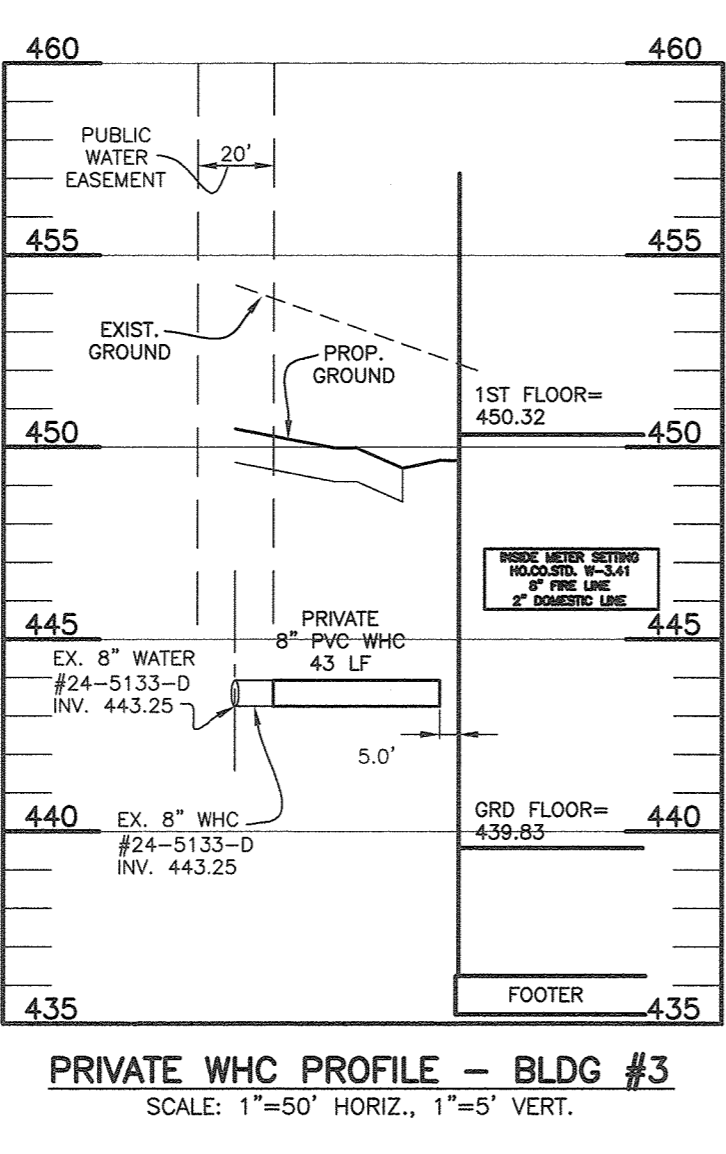 460
460
PUBLIC
WATER
EASEMENT
20'
455
455
EXIST.
GROUND
PROP.
GROUND
1ST FLOOR=
450.32
450
450
INSIDE METER SETTING
HO.CO.STD. W-3.41
8" FIRE LINE
2" DOMESTIC LINE
445
445
PRIVATE
8" PVC WHC
43 LF
EX. 8" WATER
#24-5133-D
INV. 443.25
5.0'
EX. 8" WHC
#24-5133-D
INV. 443.25
GRD FLOOR=
439.83
440
440
FOOTER
435
435
PRIVATE WHC PROFILE – BLDG #3
SCALE: 1"=50' HORIZ., 1"=5' VERT.